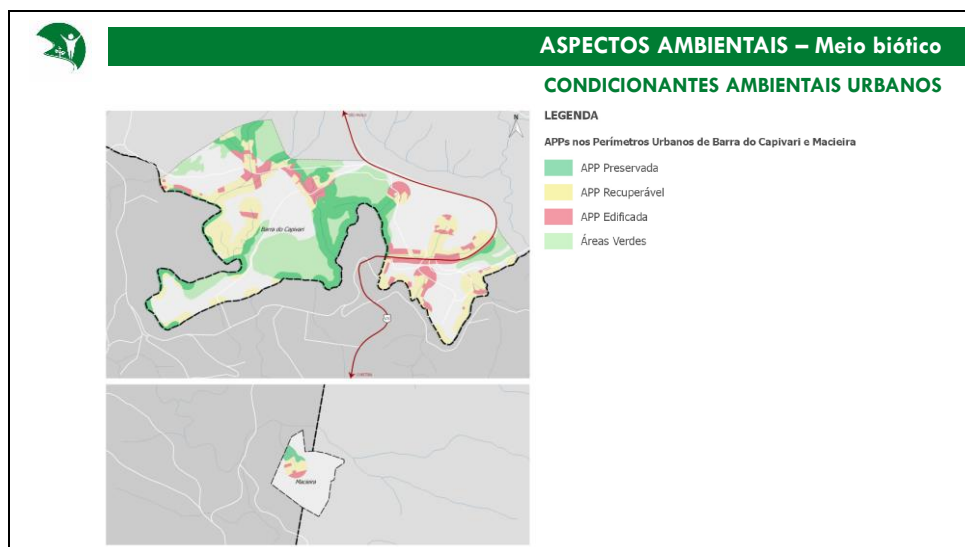 ASPECTOS AMBIENTAIS – Meio biótico
CONDICIONANTES AMBIENTAIS URBANOS
LEGENDA
APPs nos Perímetros Urbanos de Barra do Capivari e Macieira
APP Preservada
APP Recuperável
APP Edificada
Áreas Verdes
N
Barra do Capivari
Macieira